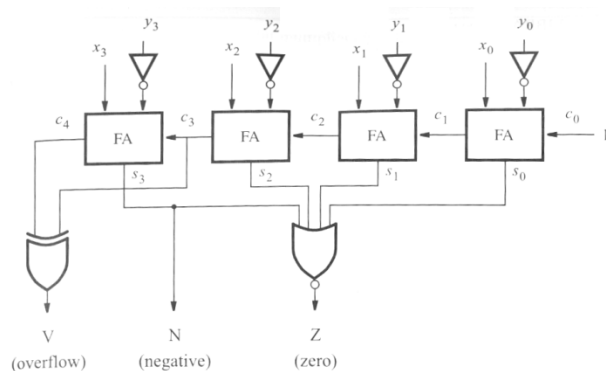 y3 y2 y1 y0
x3 x2 x1 x0
c4 c3 c2 c1 c0
FA FA FA FA 1
s3 s2 s1 s0
V N Z
(overflow) (negative) (zero)